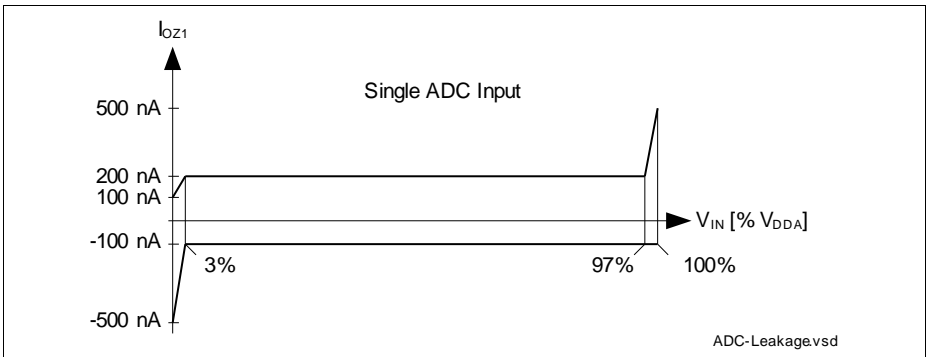 I_OZ1
Single ADC Input
500 nA
200 nA
100 nA
V_IN [% V_DDA]
-100 nA
3%
97%
100%
-500 nA
ADC-Leakage.vsd